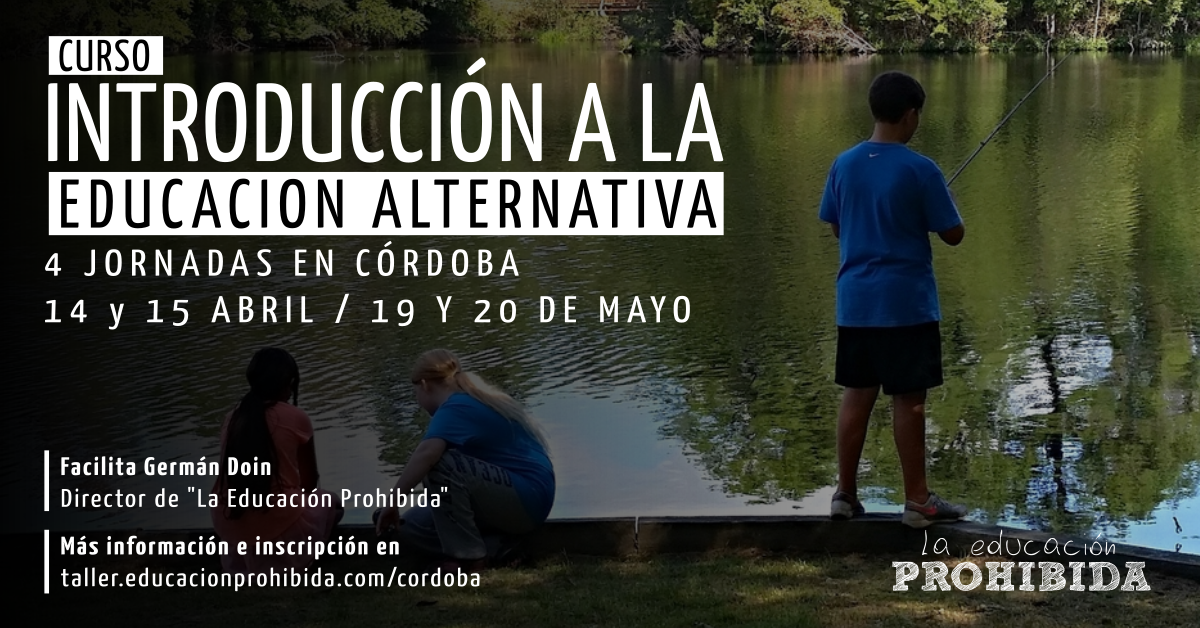 CURSO
INTRODUCCIÓN A LA
EDUCACION ALTERNATIVA
4 JORNADAS EN CÓRDOBA
14 y 15 ABRIL / 19 Y 20 DE MAYO
Facilita Germán Doin
Director de "La Educación Prohibida"
Más información e inscripción en
taller.educacionprohibida.com/cordoba
la educación
PROHIBIDA